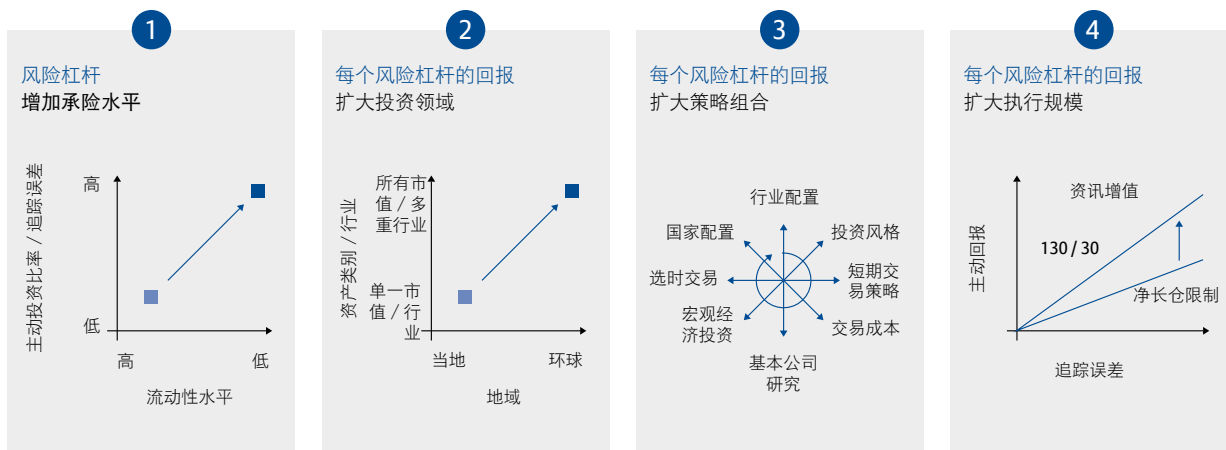 1
风险杠杆
增加承险水平
主动投资比率 / 追踪误差
高
低
高
低
流动性水平
2
每个风险杠杆的回报
扩大投资领域
资产类别 / 行业
所有市
值 / 多
重行业
单一市
值 / 行
业
当地
环球
地域
3
每个风险杠杆的回报
扩大策略组合
行业配置
国家配置
投资风格
选时交易
短期交
易策略
宏观经
济投资
交易成本
基本公司
研究
4
每个风险杠杆的回报
扩大执行规模
主动回报
资讯增值
130 / 30
净长仓限制
追踪误差